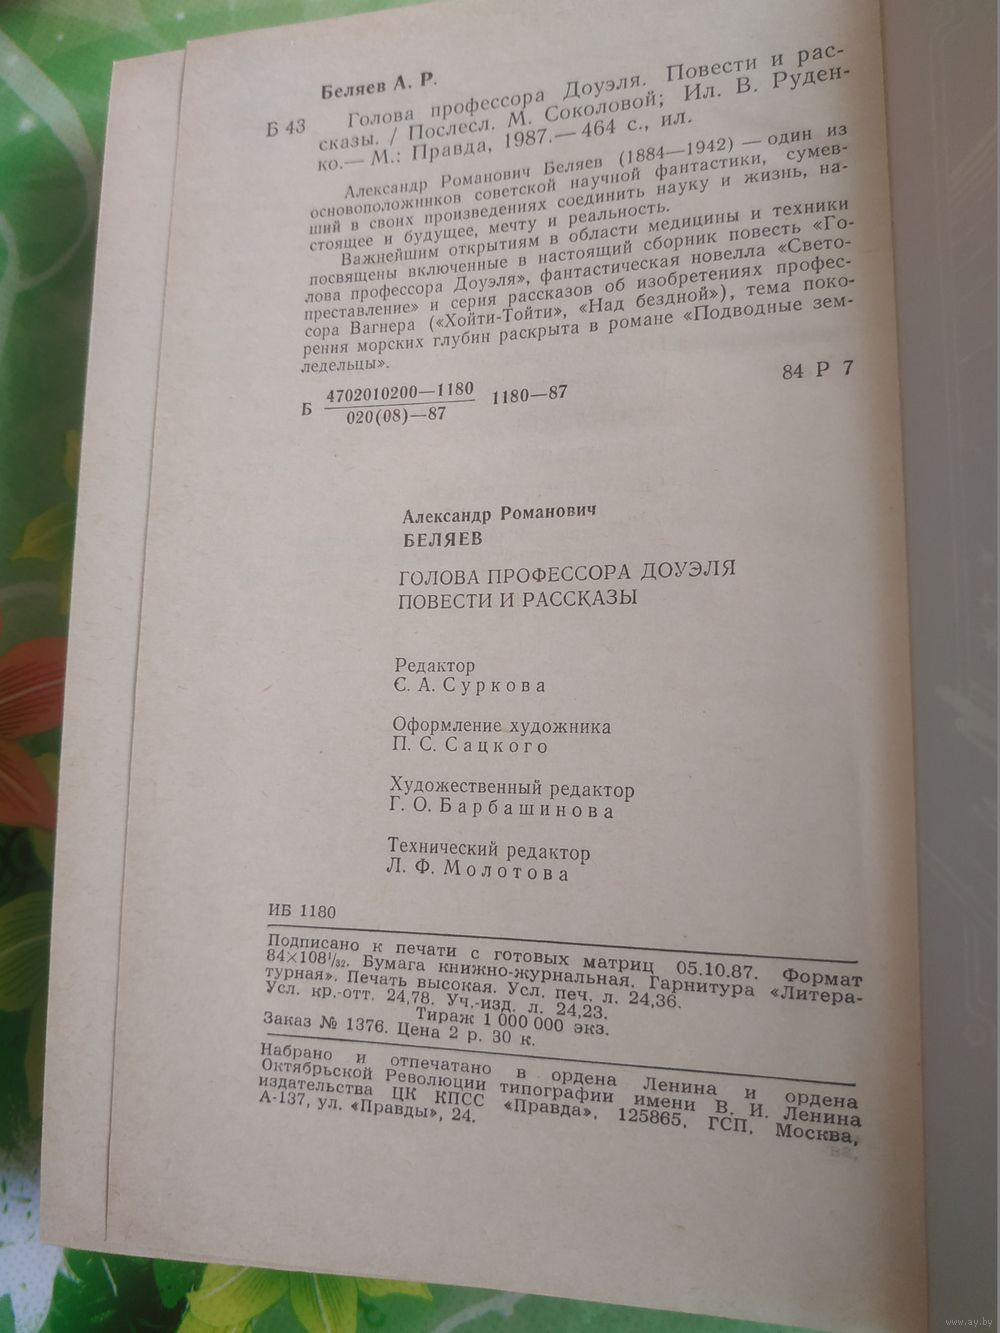 Беляев А. Р.
Б 43 Голова профессора Доуэля. Повести и рас-
сказы. / Послесл. М. Соколовой; Ил. В. Руден-
ко.— М.: Правда, 1987.— 464 с., ил.
Александр Романович Беляев (1884—1942) — один из
основоположников советской научной фантастики, сумев-
ший в своих произведениях соединить науку и жизнь, на-
стоящее и будущее, мечту и реальность.
Важнейшим открытиям в области медицины и техники
посвящены включенные в настоящий сборник повесть «Го-
лова профессора Доуэля», фантастическая новелла «Свето-
преставление» и серия рассказов об изобретениях профес-
сора Вагнера («Хойти-Тойти», «Над бездной»), тема поко-
рения морских глубин раскрыта в романе «Подводные зем-
ледельцы».
Б 4702010200—1180
020(08)—87
1180—87
84 Р 7
Александр Романович
БЕЛЯЕВ
ГОЛОВА ПРОФЕССОРА ДОУЭЛЯ
ПОВЕСТИ И РАССКАЗЫ
Редактор
Є. А. Суркова
Оформление художника
П. С. Сацкого
Художественный редактор
Г. О. Барбашинова
Технический редактор
Л. Ф. Молотова
ИБ 1180
Подписано к печати с готовых матриц 05.10.87. Формат
84×108¹/₃₂. Бумага книжно-журнальная. Гарнитура «Литера-
турная». Печать высокая. Усл. печ. л. 24,36.
Усл. кр.-отт. 24,78. Уч.-изд. л. 24,23.
Тираж 1 000 000 экз.
Заказ № 1376. Цена 2 р. 30 к.
Набрано и отпечатано в ордена Ленина и ордена
Октябрьской Революции типографии имени В. И. Ленина
издательства ЦК КПСС «Правда», 125865, ГСП, Москва,
А-137, ул. «Правды», 24.
ва,
www.ay.by